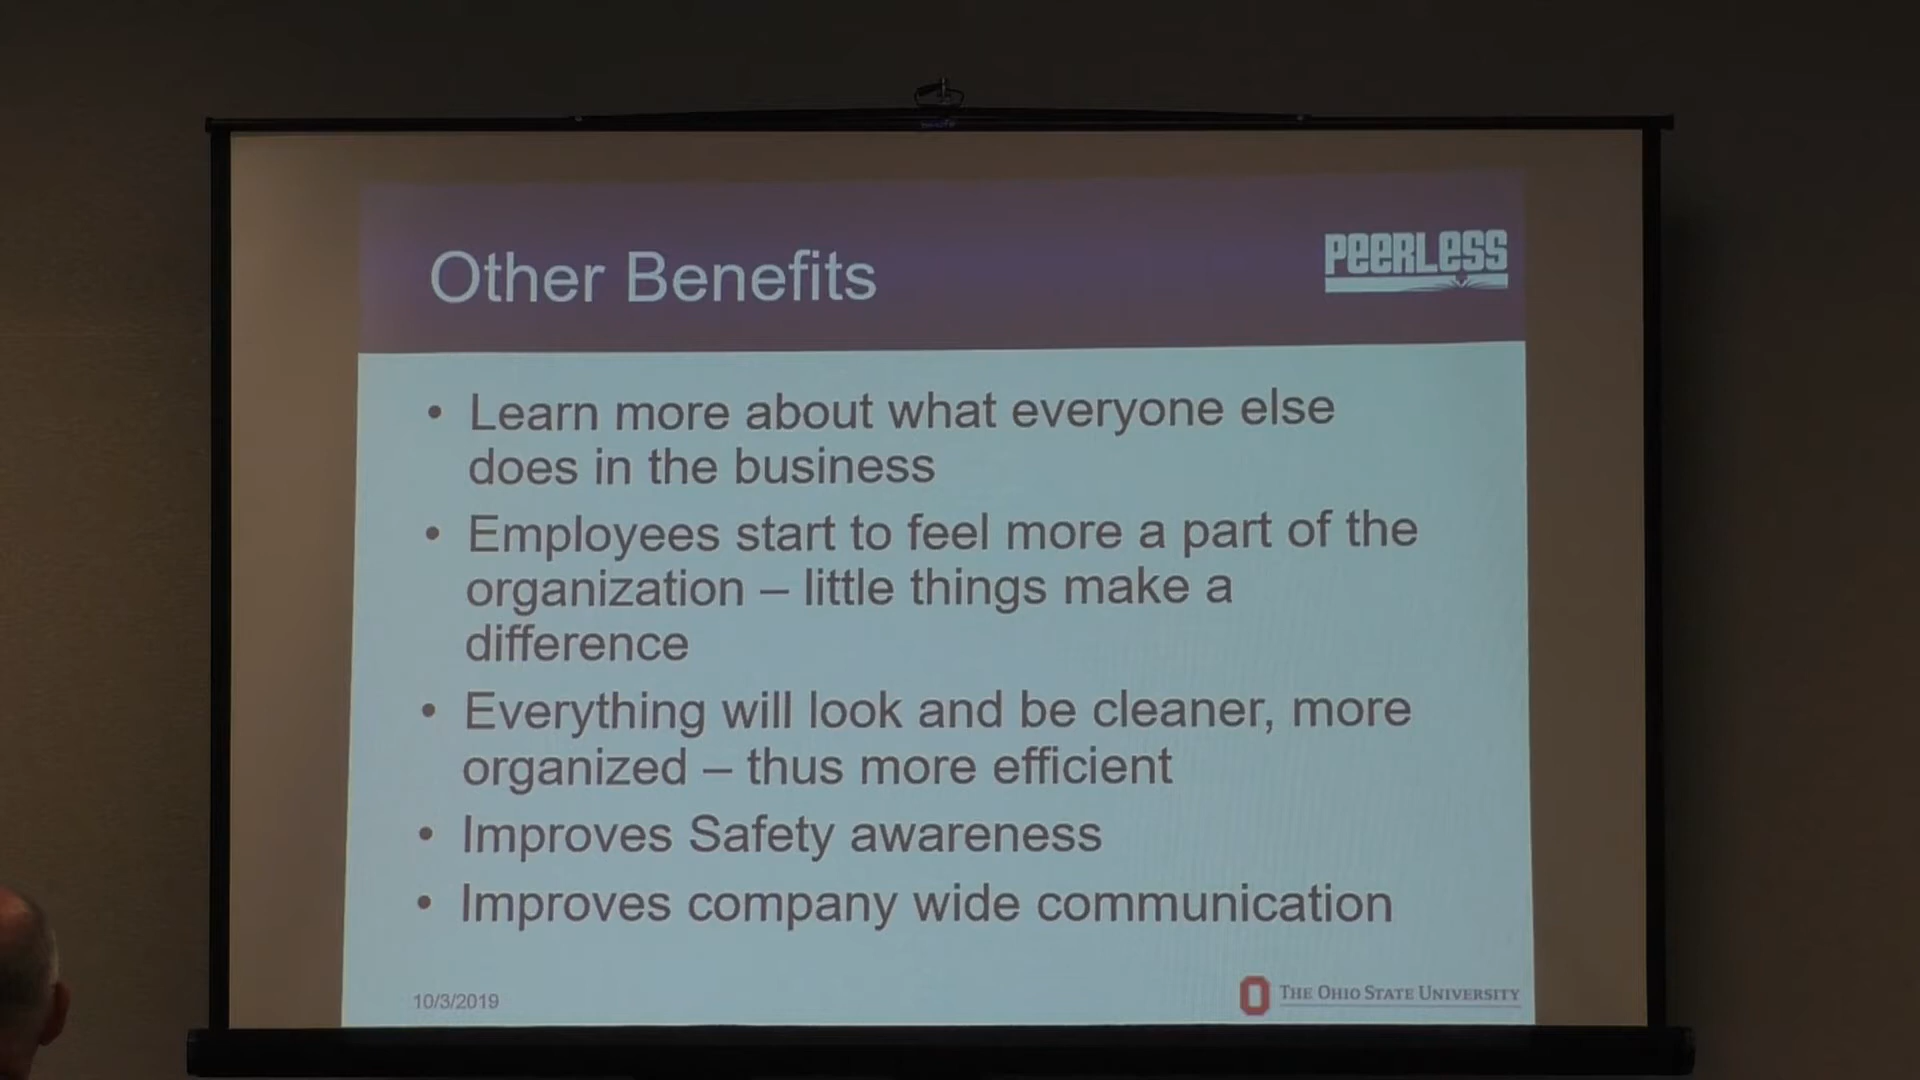 Other Benefits
PEERLESS
• Learn more about what everyone else
does in the business
• Employees start to feel more a part of the
organization – little things make a
difference
• Everything will look and be cleaner, more
organized – thus more efficient
• Improves Safety awareness
• Improves company wide communication
10/3/2019
THE OHIO STATE UNIVERSITY